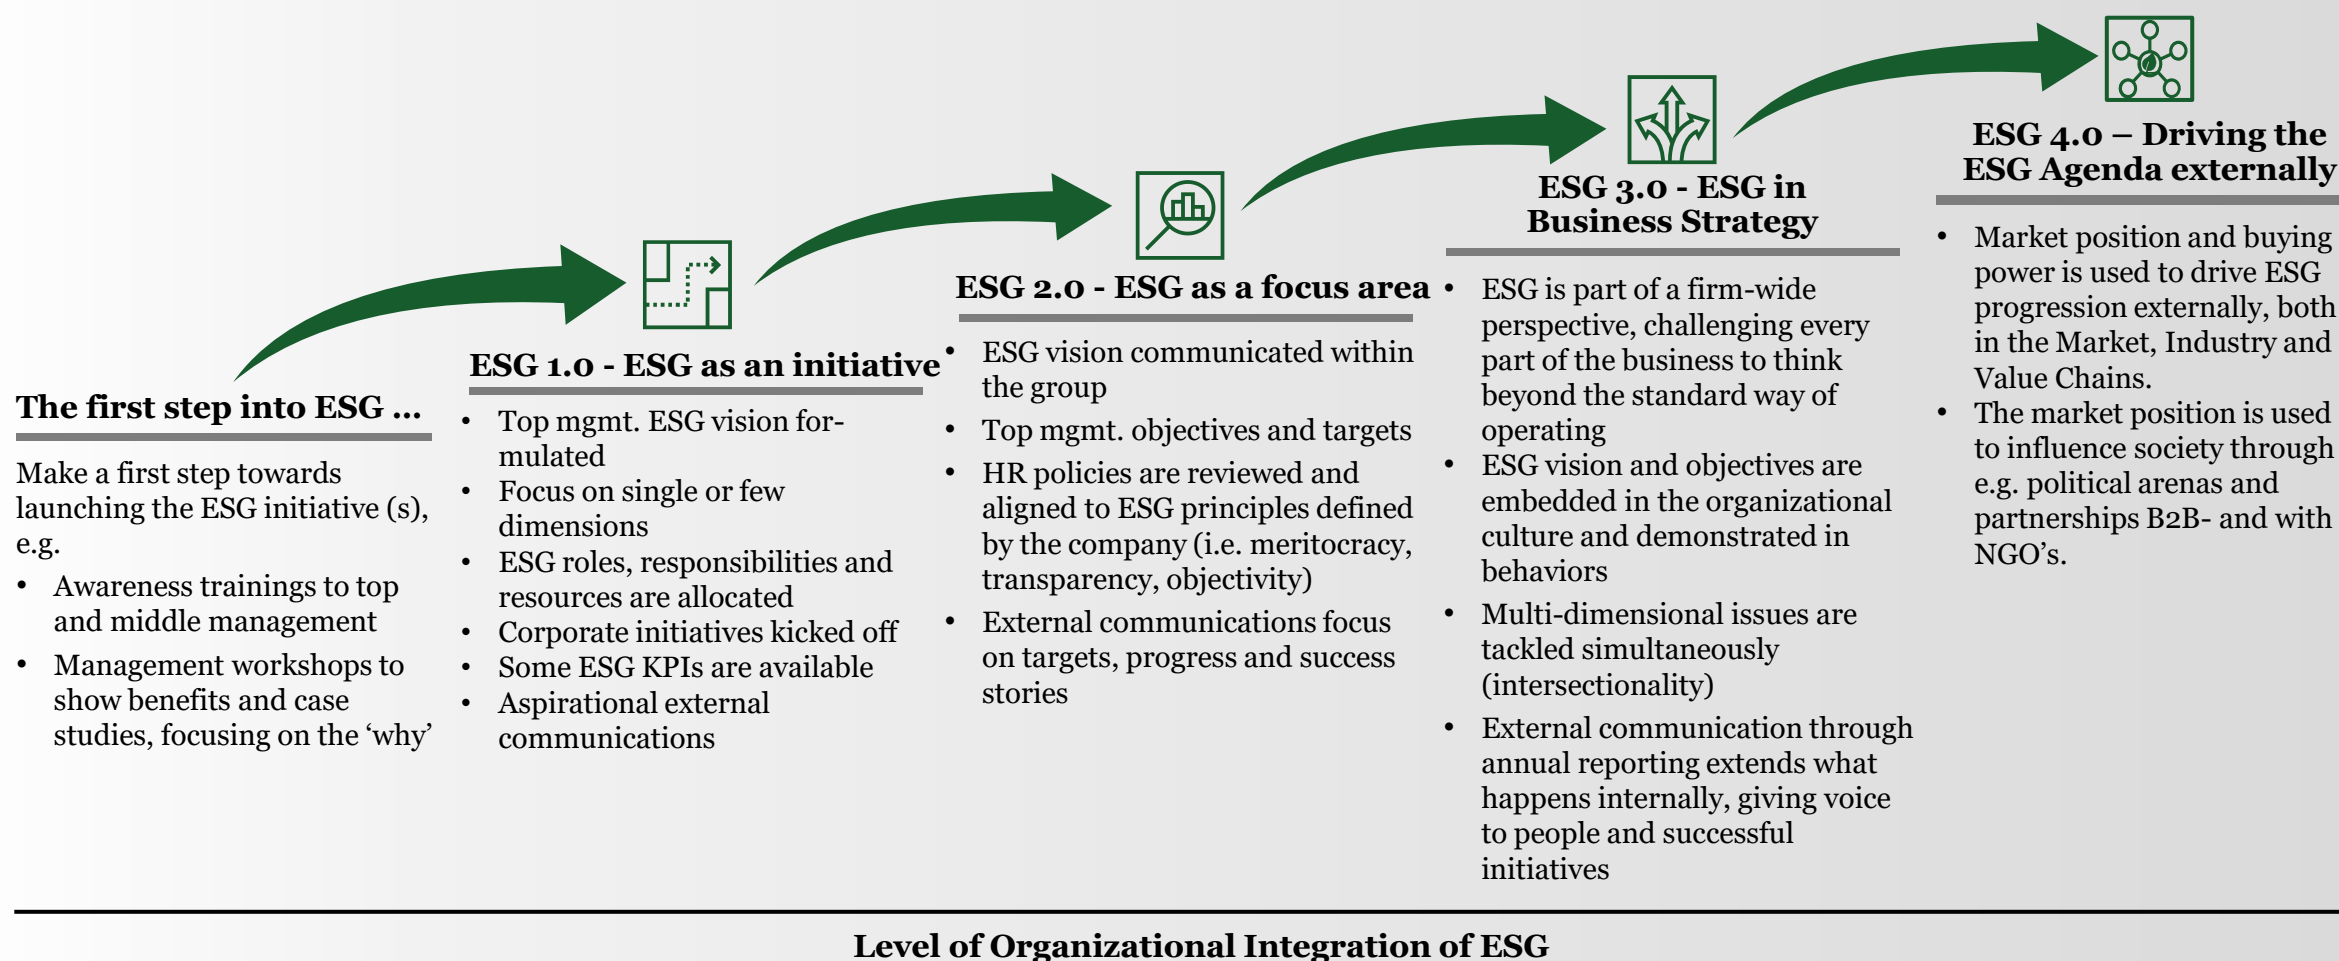 The first step into ESG ...
Make a first step towards
launching the ESG initiative (s),
e.g.
• Awareness trainings to top
and middle management
• Management workshops to
show benefits and case
studies, focusing on the ‘why’
ESG 1.0 - ESG as an initiative
• Top mgmt. ESG vision for-
mulated
• Focus on single or few
dimensions
• ESG roles, responsibilities and
resources are allocated
• Corporate initiatives kicked off
• Some ESG KPIs are available
• Aspirational external
communications
ESG 2.0 - ESG as a focus area
• ESG vision communicated within
the group
• Top mgmt. objectives and targets
• HR policies are reviewed and
aligned to ESG principles defined
by the company (i.e. meritocracy,
transparency, objectivity)
• External communications focus
on targets, progress and success
stories
ESG 3.0 - ESG in
Business Strategy
• ESG is part of a firm-wide
perspective, challenging every
part of the business to think
beyond the standard way of
operating
• ESG vision and objectives are
embedded in the organizational
culture and demonstrated in
behaviors
• Multi-dimensional issues are
tackled simultaneously
(intersectionality)
• External communication through
annual reporting extends what
happens internally, giving voice
to people and successful
initiatives
ESG 4.0 – Driving the
ESG Agenda externally
• Market position and buying
power is used to drive ESG
progression externally, both
in the Market, Industry and
Value Chains.
• The market position is used
to influence society through
e.g. political arenas and
partnerships B2B- and with
NGO’s.
Level of Organizational Integration of ESG